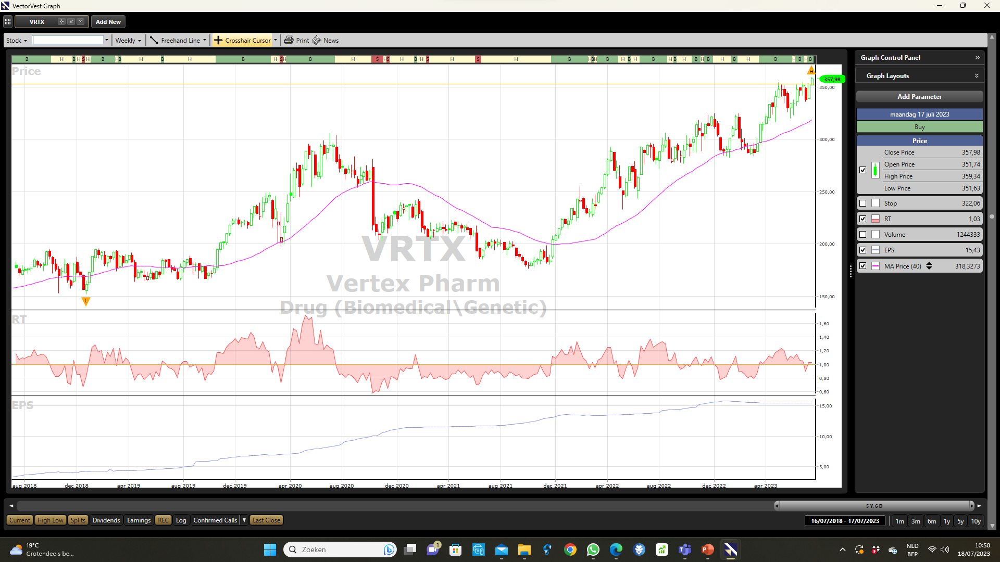 VectorVest Graph
VRTX
Add New
Stock
Weekly
Freehand Line
Crosshair Cursor
Print
News
B H B H S H B H B H B H B H S H B H S H S H B H S H S H B H B H B H B H B H B H B H B H B H B H B H B
Price
H
357,98
350,00
300,00
250,00
200,00
150,00
VRTX
Vertex Pharm
Drug (Biomedical\Genetic)
L
RT
1,60
1,40
1,20
1,00
0,80
0,60
EPS
15,00
10,00
5,00
aug 2018 dec 2018 apr 2019 aug 2019 dec 2019 apr 2020 aug 2020 dec 2020 apr 2021 aug 2021 dec 2021 apr 2022 aug 2022 dec 2022 apr 2023
Graph Control Panel
Graph Layouts
Add Parameter
maandag 17 juli 2023
Buy
Price
Close Price 357,98
Open Price 351,74
High Price 359,34
Low Price 351,63
Stop 322,06
RT 1,03
Volume 1244333
EPS 15,43
MA Price (40) 318,3273
5 Y, 6 D
Current High Low Splits Dividends Earnings REC Log Confirmed Calls Last Close
16/07/2018 - 17/07/2023 1m 3m 6m 1y 5y 10y
19°C
Grotendeels be...
Zoeken
1
NLD
BEP
10:50
18/07/2023